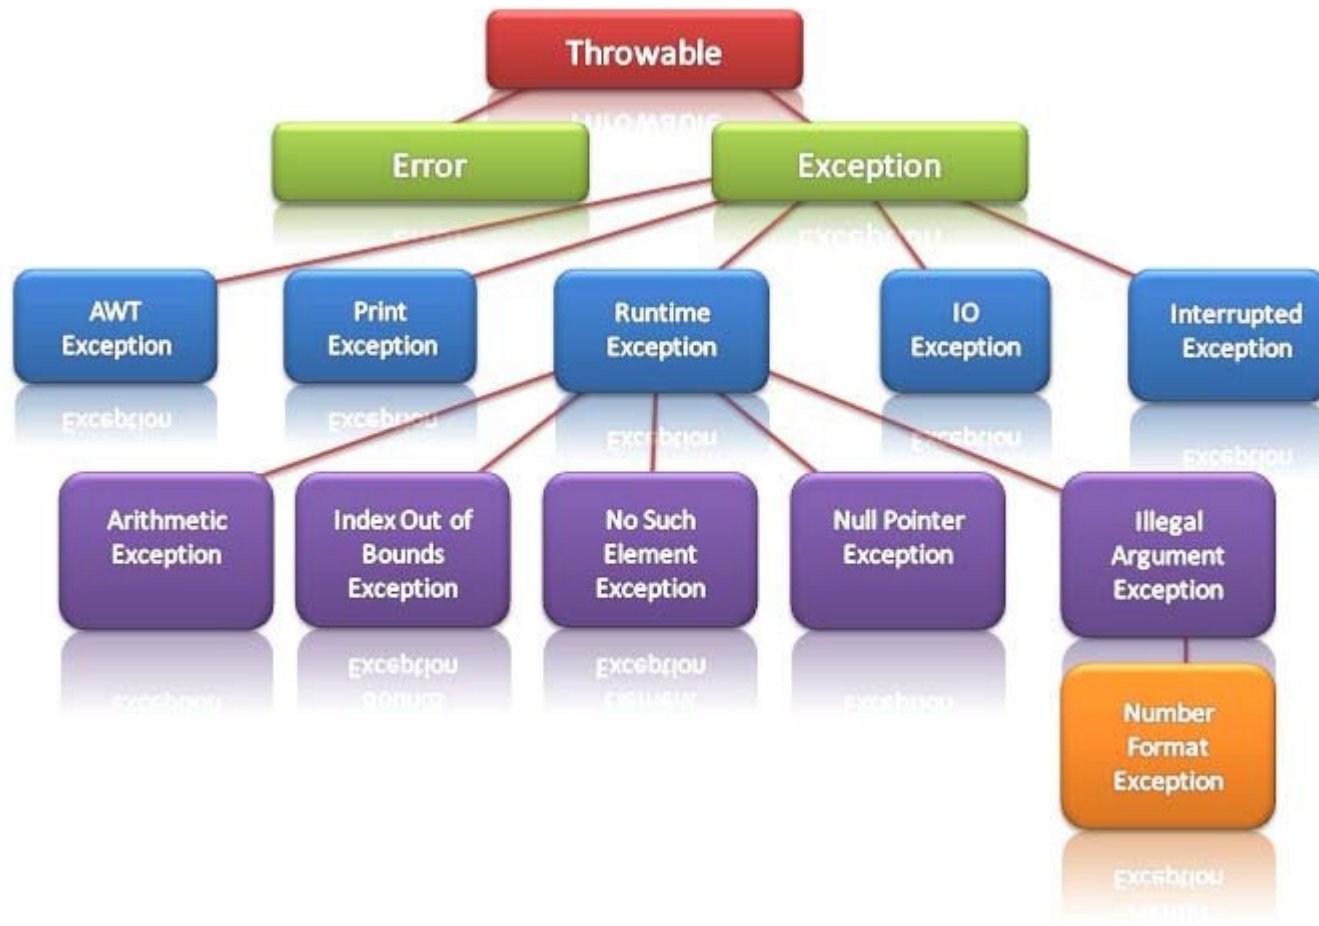 Throwable
Error
Exception
AWT
Exception
Print
Exception
Runtime
Exception
IO
Exception
Interrupted
Exception
Arithmetic
Exception
Index Out of
Bounds
Exception
No Such
Element
Exception
Null Pointer
Exception
Illegal
Argument
Exception
Number
Format
Exception